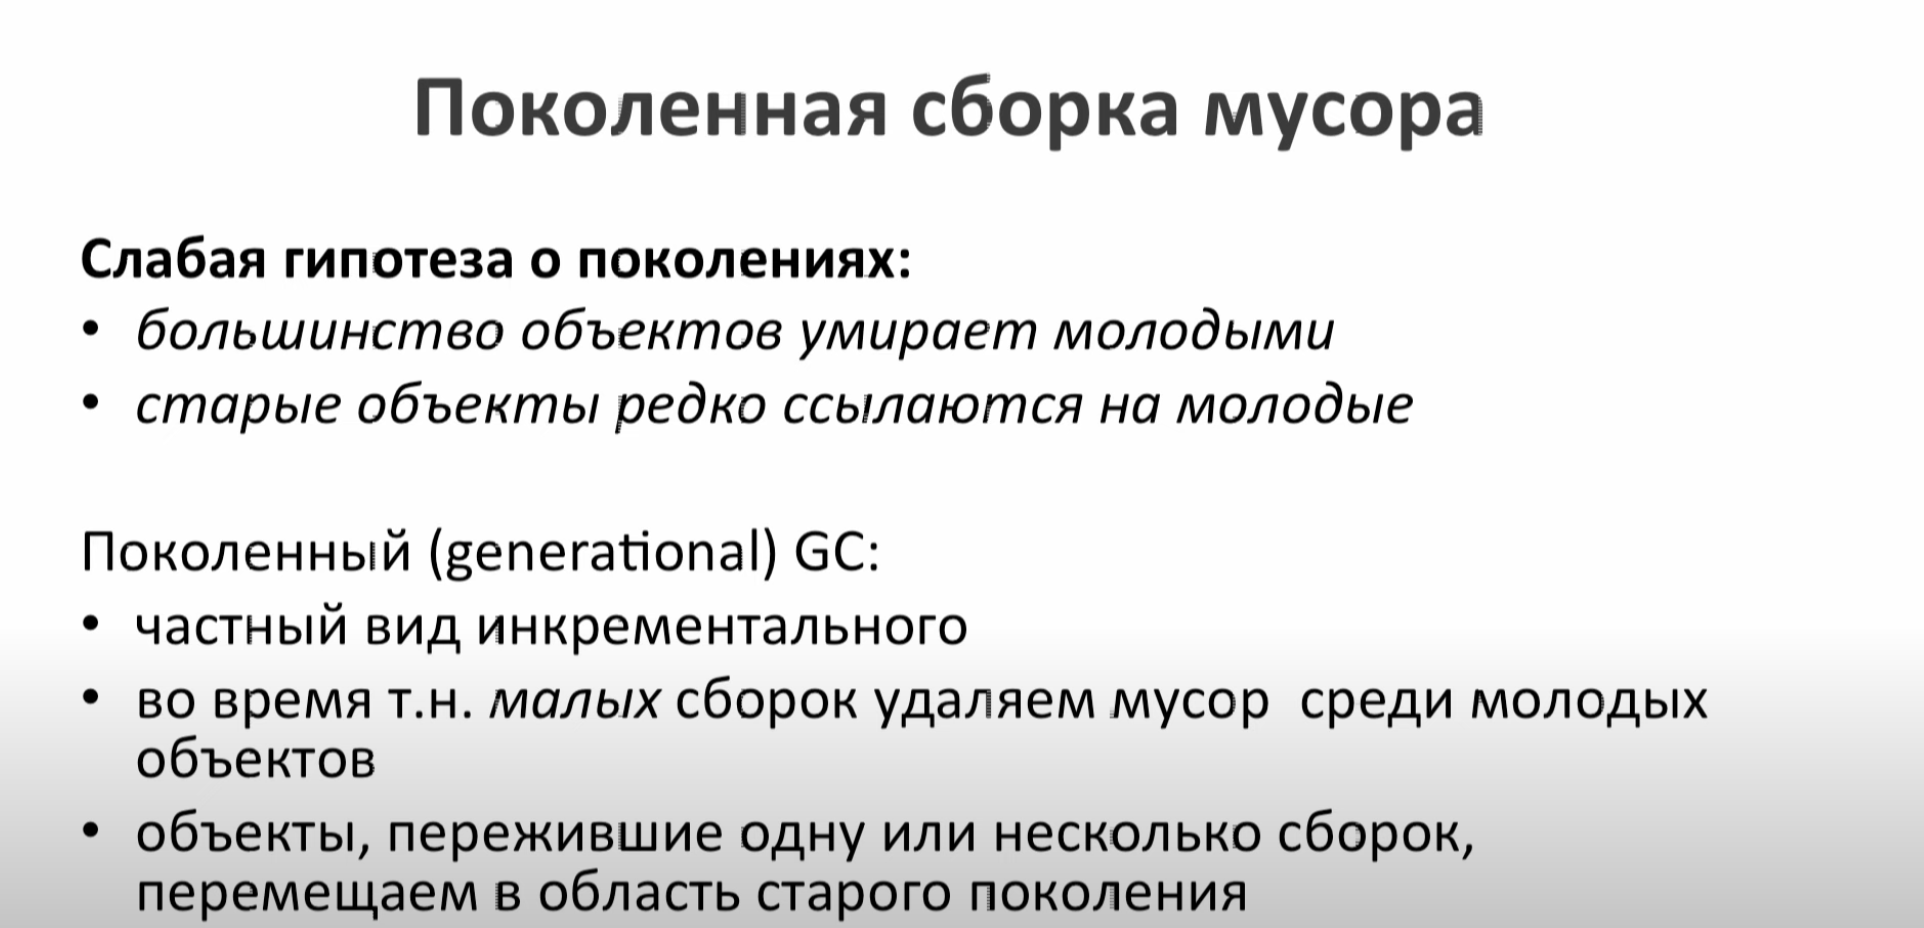 Поколенная сборка мусора
Слабая гипотеза о поколениях:
• большинство объектов умирает молодыми
• старые объекты редко ссылаются на молодые
Поколенный (generational) GC:
• частный вид инкрементального
• во время т.н. малых сборок удаляем мусор среди молодых
объектов
• объекты, пережившие одну или несколько сборок,
перемещаем в область старого поколения